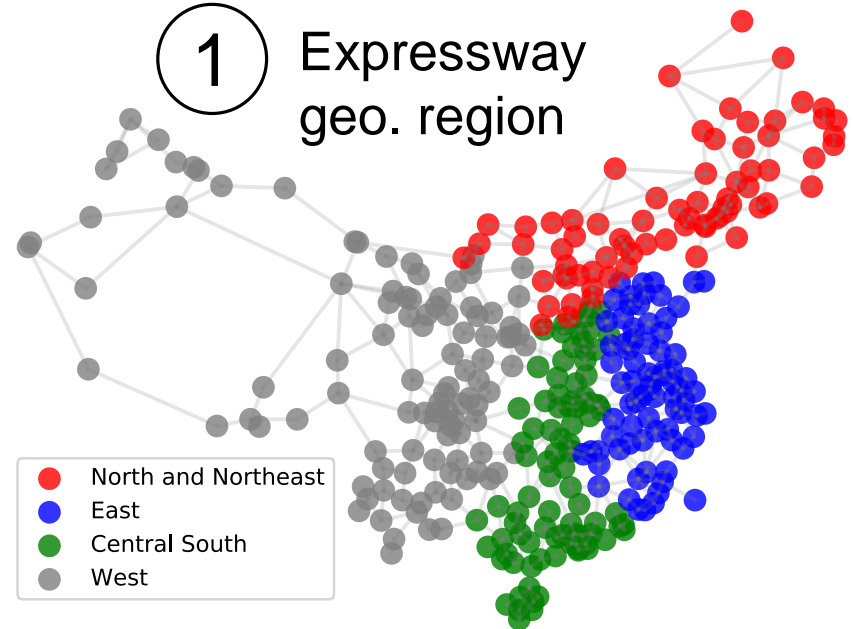 1
Expressway
geo. region
North and Northeast
East
Central South
West